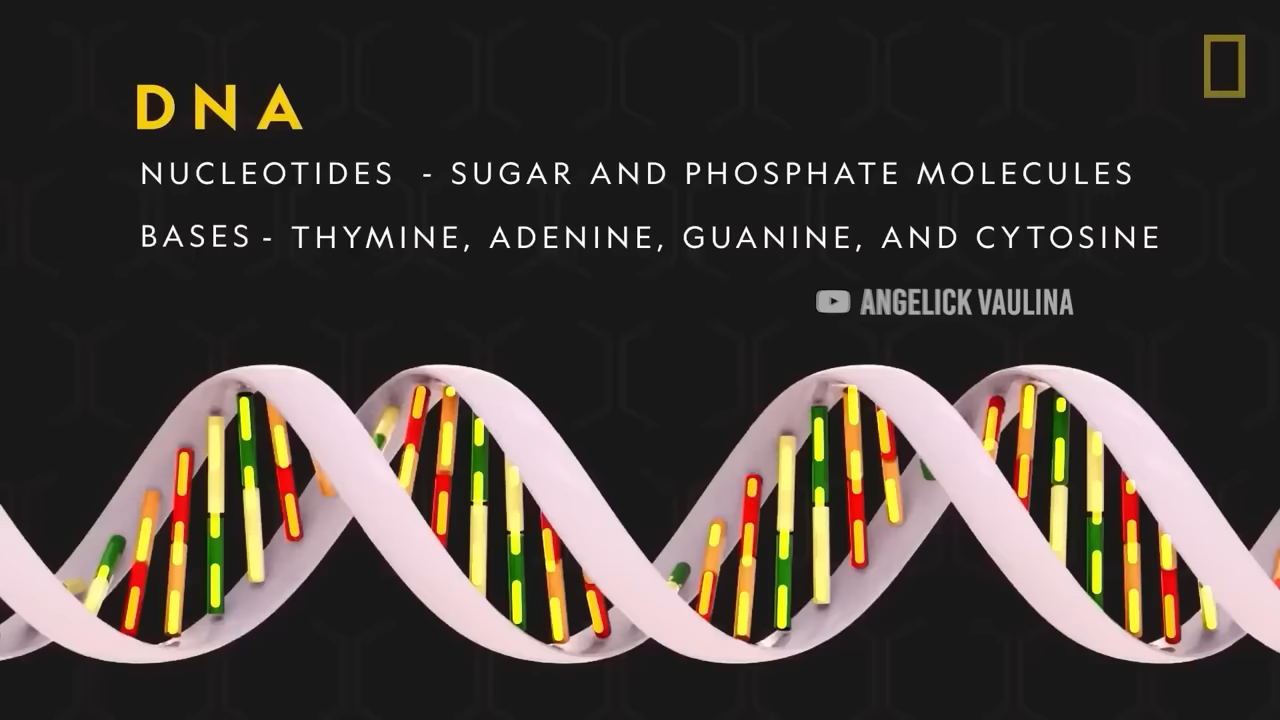 DNA
NUCLEOTIDES - SUGAR AND PHOSPHATE MOLECULES
BASES - THYMINE, ADENINE, GUANINE, AND CYTOSINE
ANGELICK VAULINA